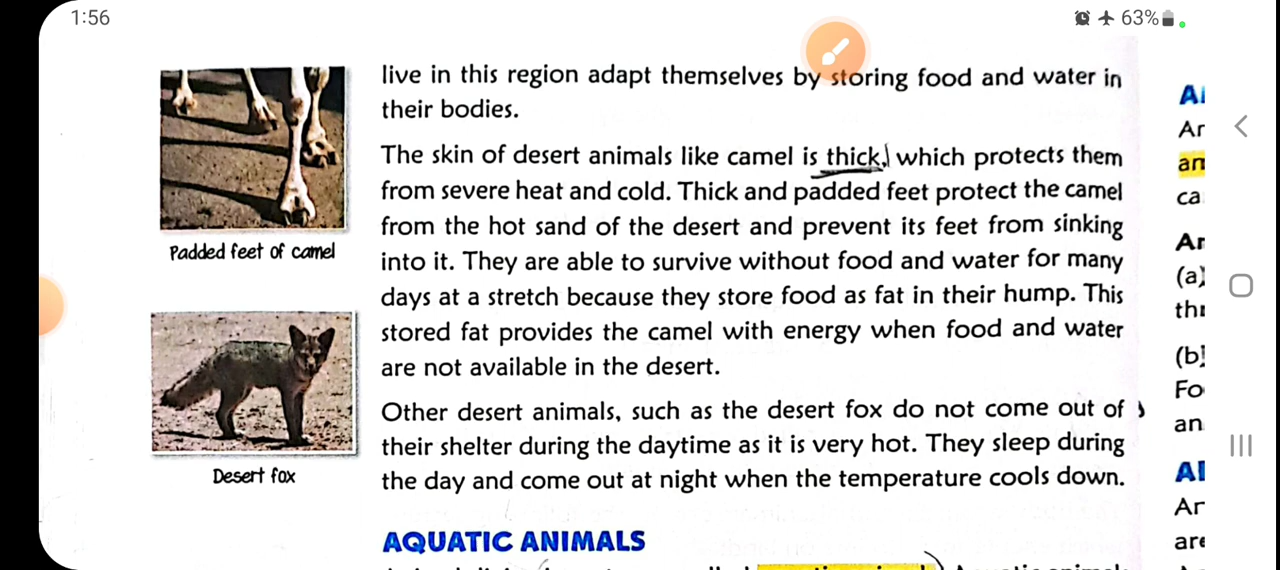 1:56
63%
live in this region adapt themselves by storing food and water in
their bodies.
The skin of desert animals like camel is thick, which protects them
from severe heat and cold. Thick and padded feet protect the camel
from the hot sand of the desert and prevent its feet from sinking
into it. They are able to survive without food and water for many
days at a stretch because they store food as fat in their hump. This
stored fat provides the camel with energy when food and water
are not available in the desert.
Padded feet of camel
Other desert animals, such as the desert fox do not come out of
their shelter during the daytime as it is very hot. They sleep during
the day and come out at night when the temperature cools down.
Desert fox
AQUATIC ANIMALS
(a)
(b)